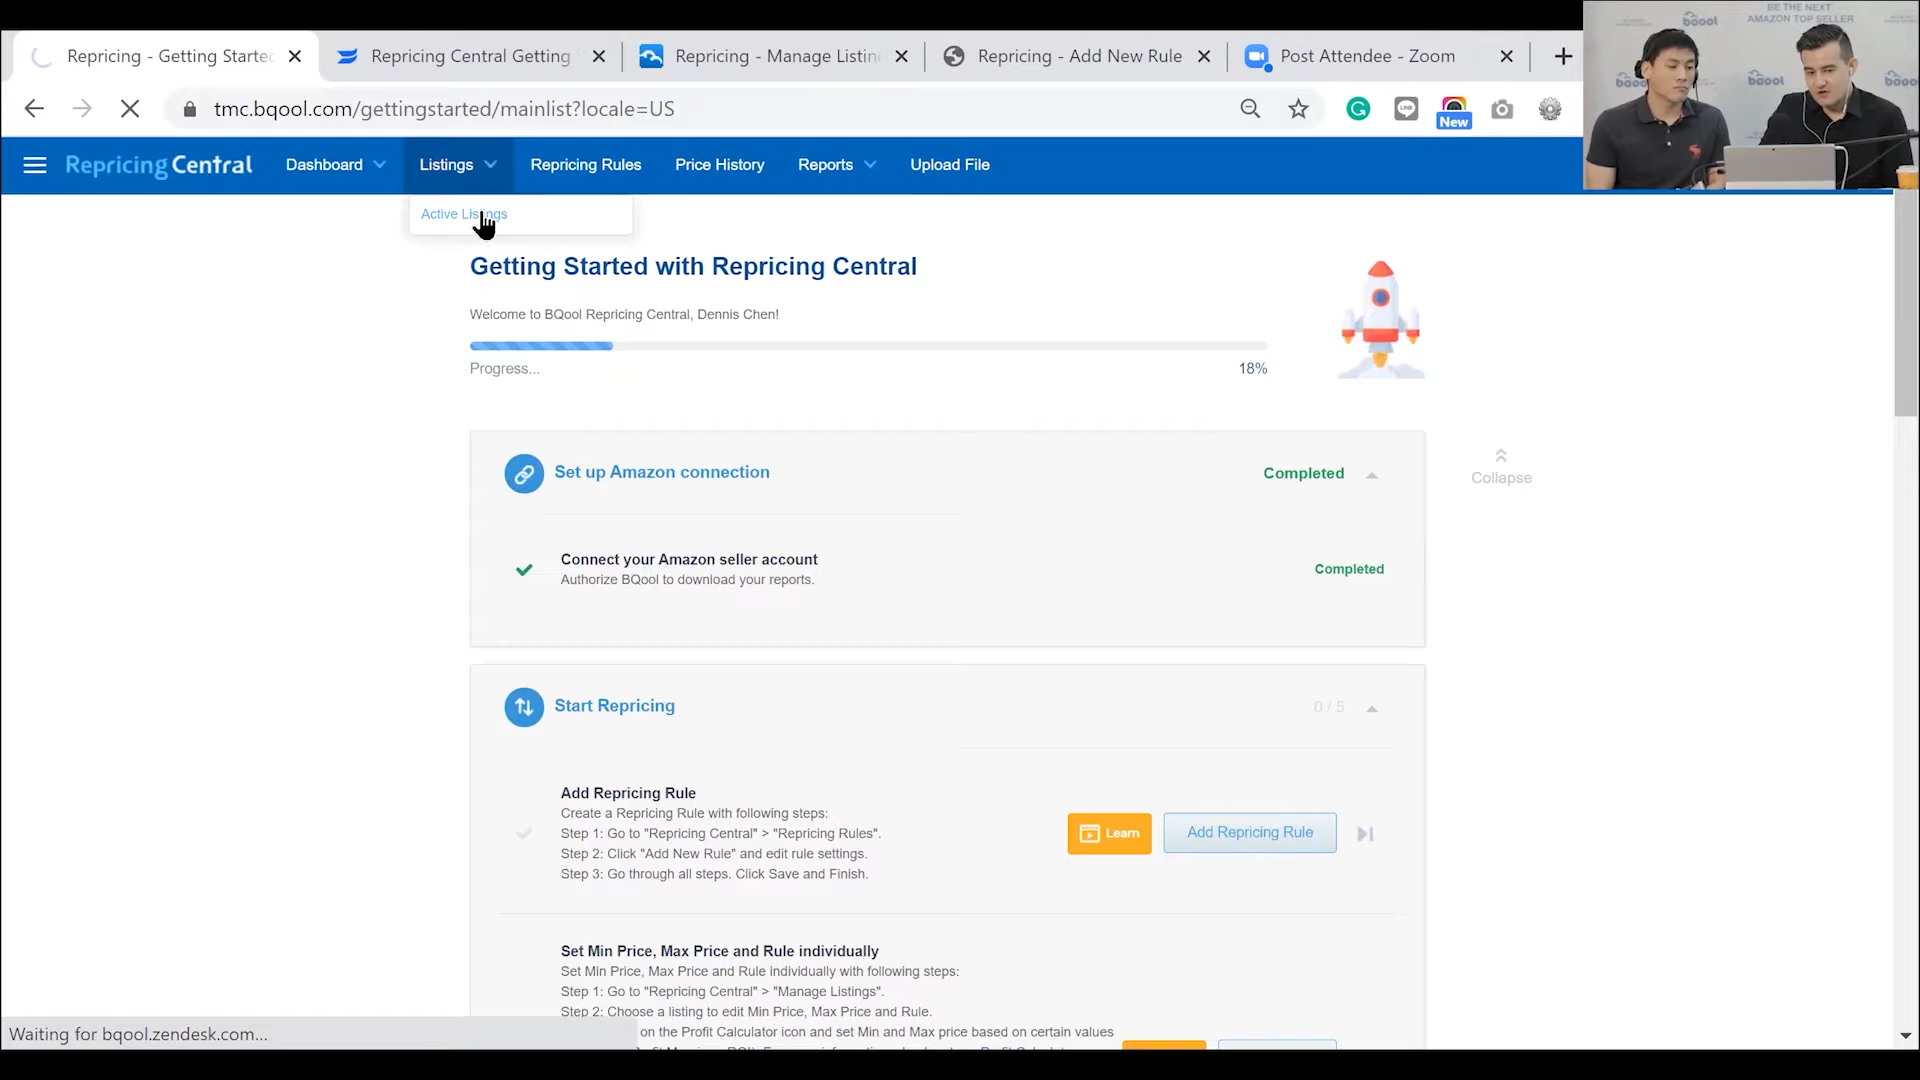 BE THE NEXT
AMAZON TOP SELLER
bqool
Repricing - Getting Started
Repricing Central Getting
Repricing - Manage Listin
Repricing - Add New Rule
Post Attendee - Zoom
tmc.bqool.com/gettingstarted/mainlist?locale=US
New
Repricing Central
Dashboard
Listings
Repricing Rules
Price History
Reports
Upload File
Active Listings
Getting Started with Repricing Central
Welcome to BQool Repricing Central, Dennis Chen!
Progress...
18%
Set up Amazon connection
Completed
Collapse
Connect your Amazon seller account
Authorize BQool to download your reports.
Completed
Start Repricing
0 / 5
Add Repricing Rule
Create a Repricing Rule with following steps:
Step 1: Go to "Repricing Central" > "Repricing Rules".
Step 2: Click "Add New Rule" and edit rule settings.
Step 3: Go through all steps. Click Save and Finish.
Learn
Add Repricing Rule
Set Min Price, Max Price and Rule individually
Set Min Price, Max Price and Rule individually with following steps:
Step 1: Go to "Repricing Central" > "Manage Listings".
Step 2: Choose a listing to edit Min Price, Max Price and Rule.
on the Profit Calculator icon and set Min and Max price based on certain values
Waiting for bqool.zendesk.com...